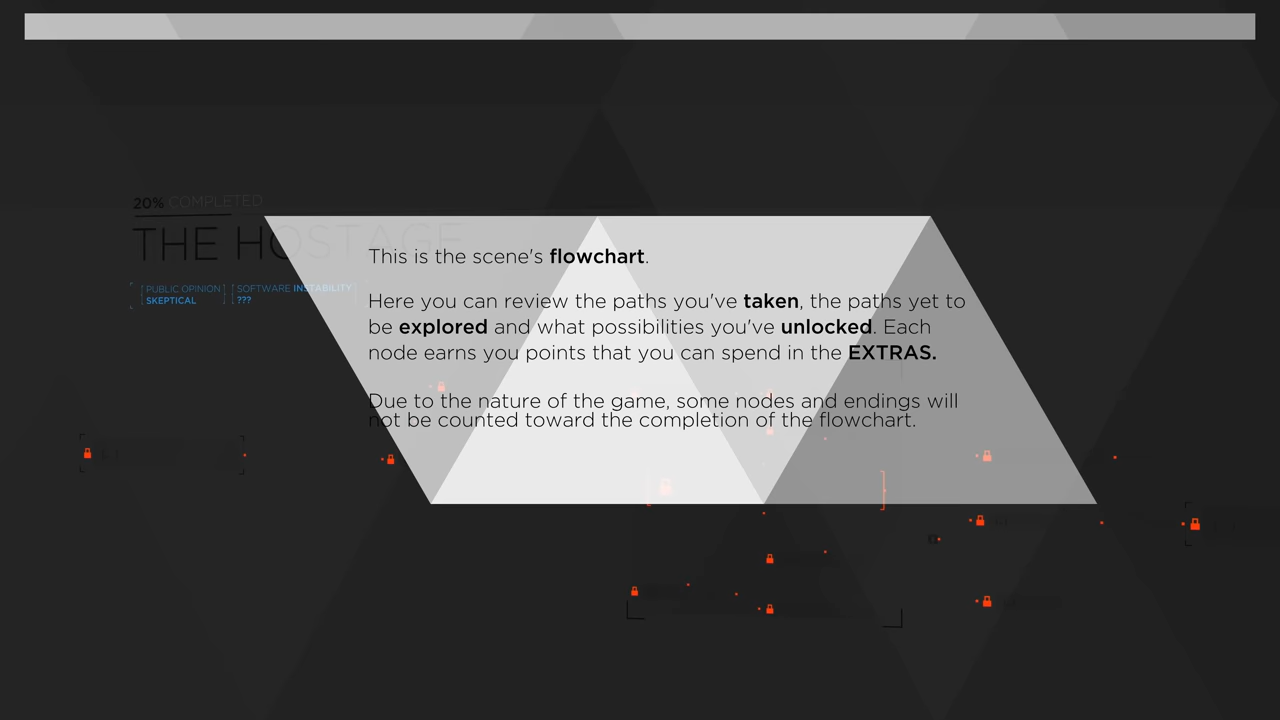 20% COMPLETED
THE HOSTAGE
PUBLIC OPINION
SKEPTICAL
SOFTWARE INSTABILITY
???
This is the scene's flowchart.
Here you can review the paths you've taken, the paths yet to
be explored and what possibilities you've unlocked. Each
node earns you points that you can spend in the EXTRAS.
Due to the nature of the game, some nodes and endings will
not be counted toward the completion of the flowchart.